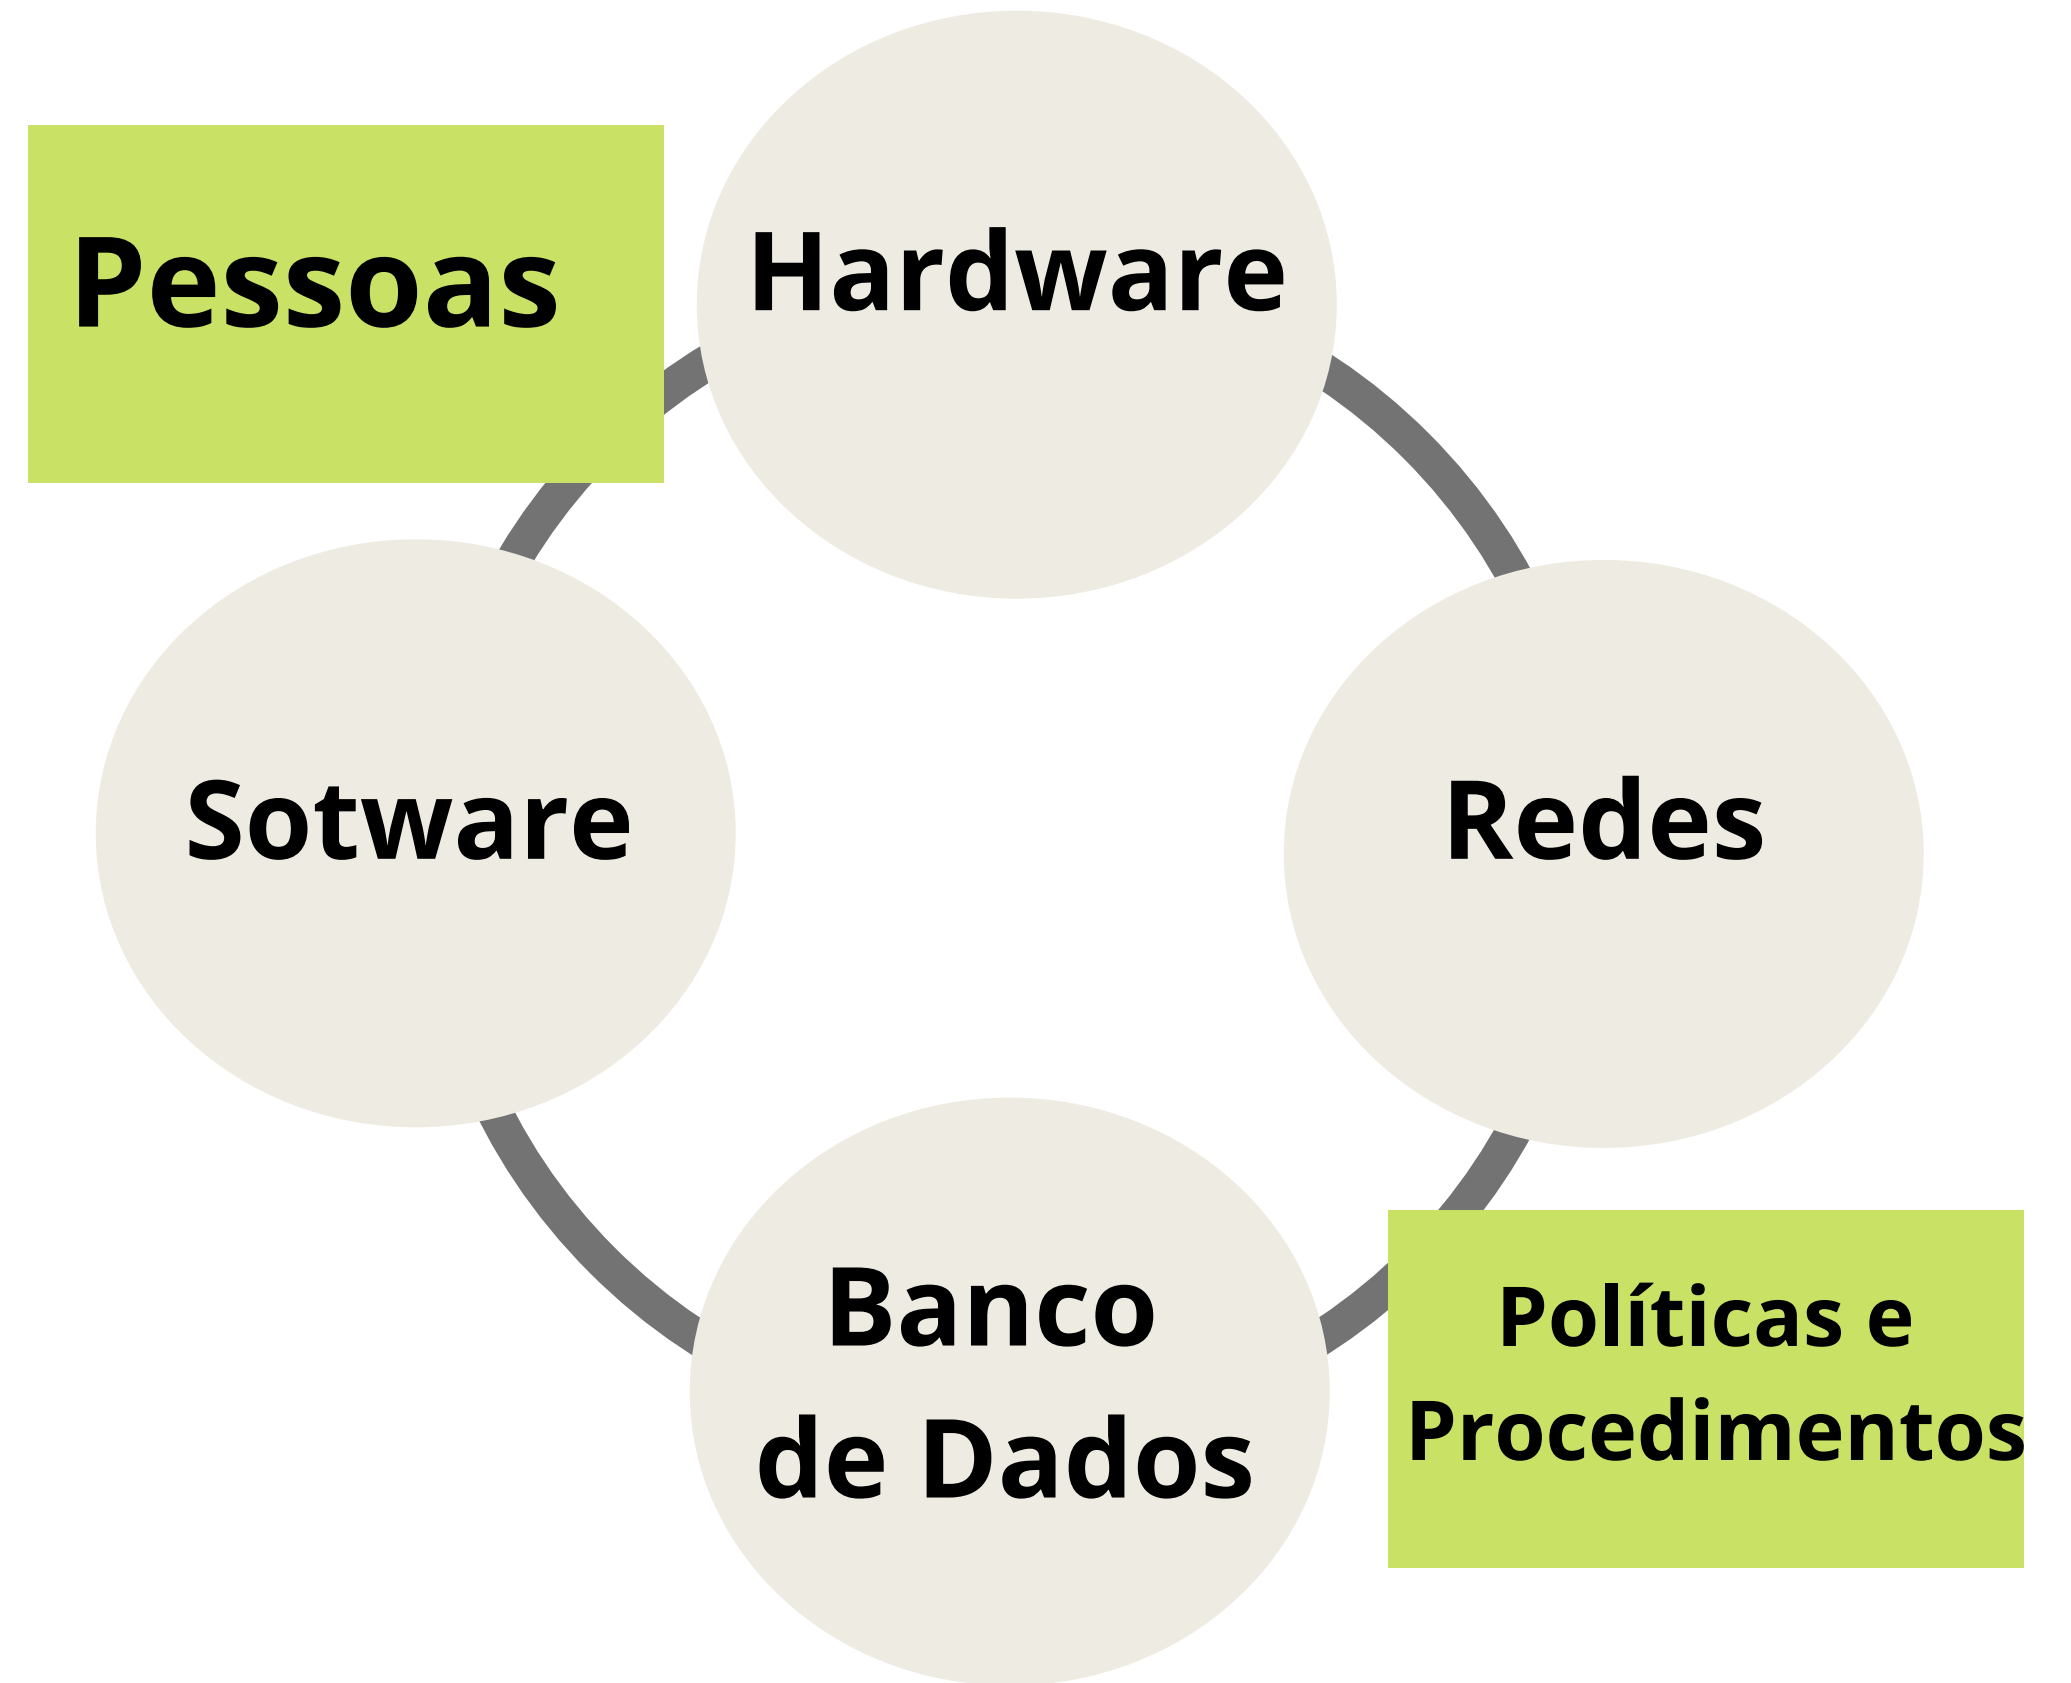 Pessoas
Hardware
Sotware
Redes
Banco
de Dados
Políticas e
Procedimentos